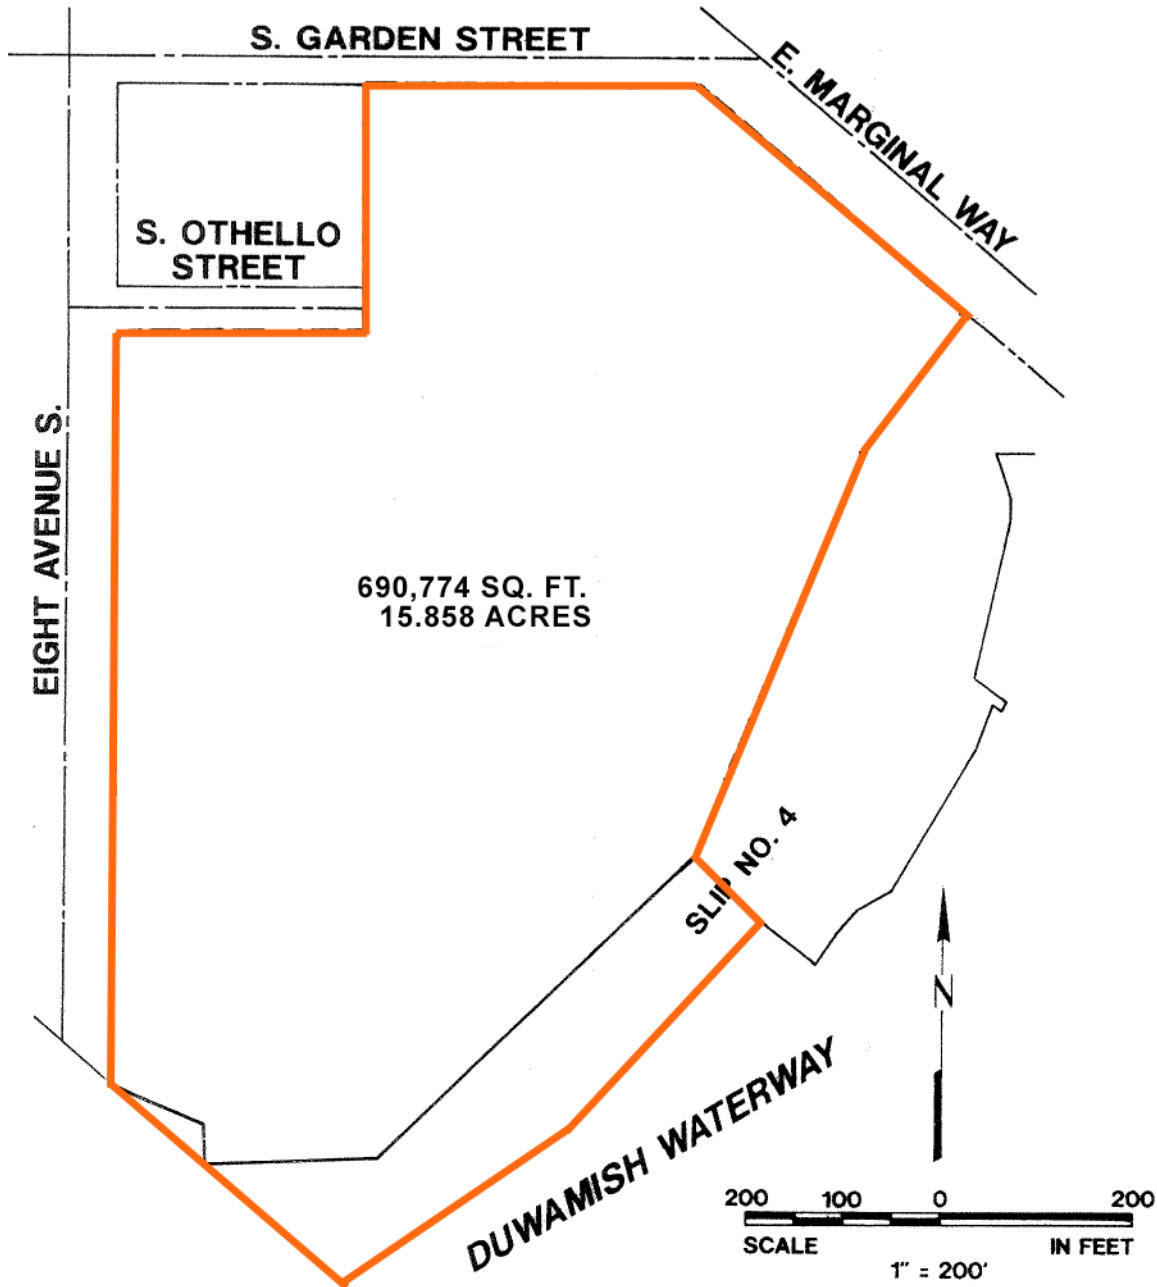 S. GARDEN STREET
E. MARGINAL WAY
S. OTHELLO
STREET
EIGHT AVENUE S.
690,774 SQ. FT.
15.858 ACRES
SLIP NO. 4
N
DUWAMISH WATERWAY
200 100 0 200
SCALE IN FEET
1" = 200'